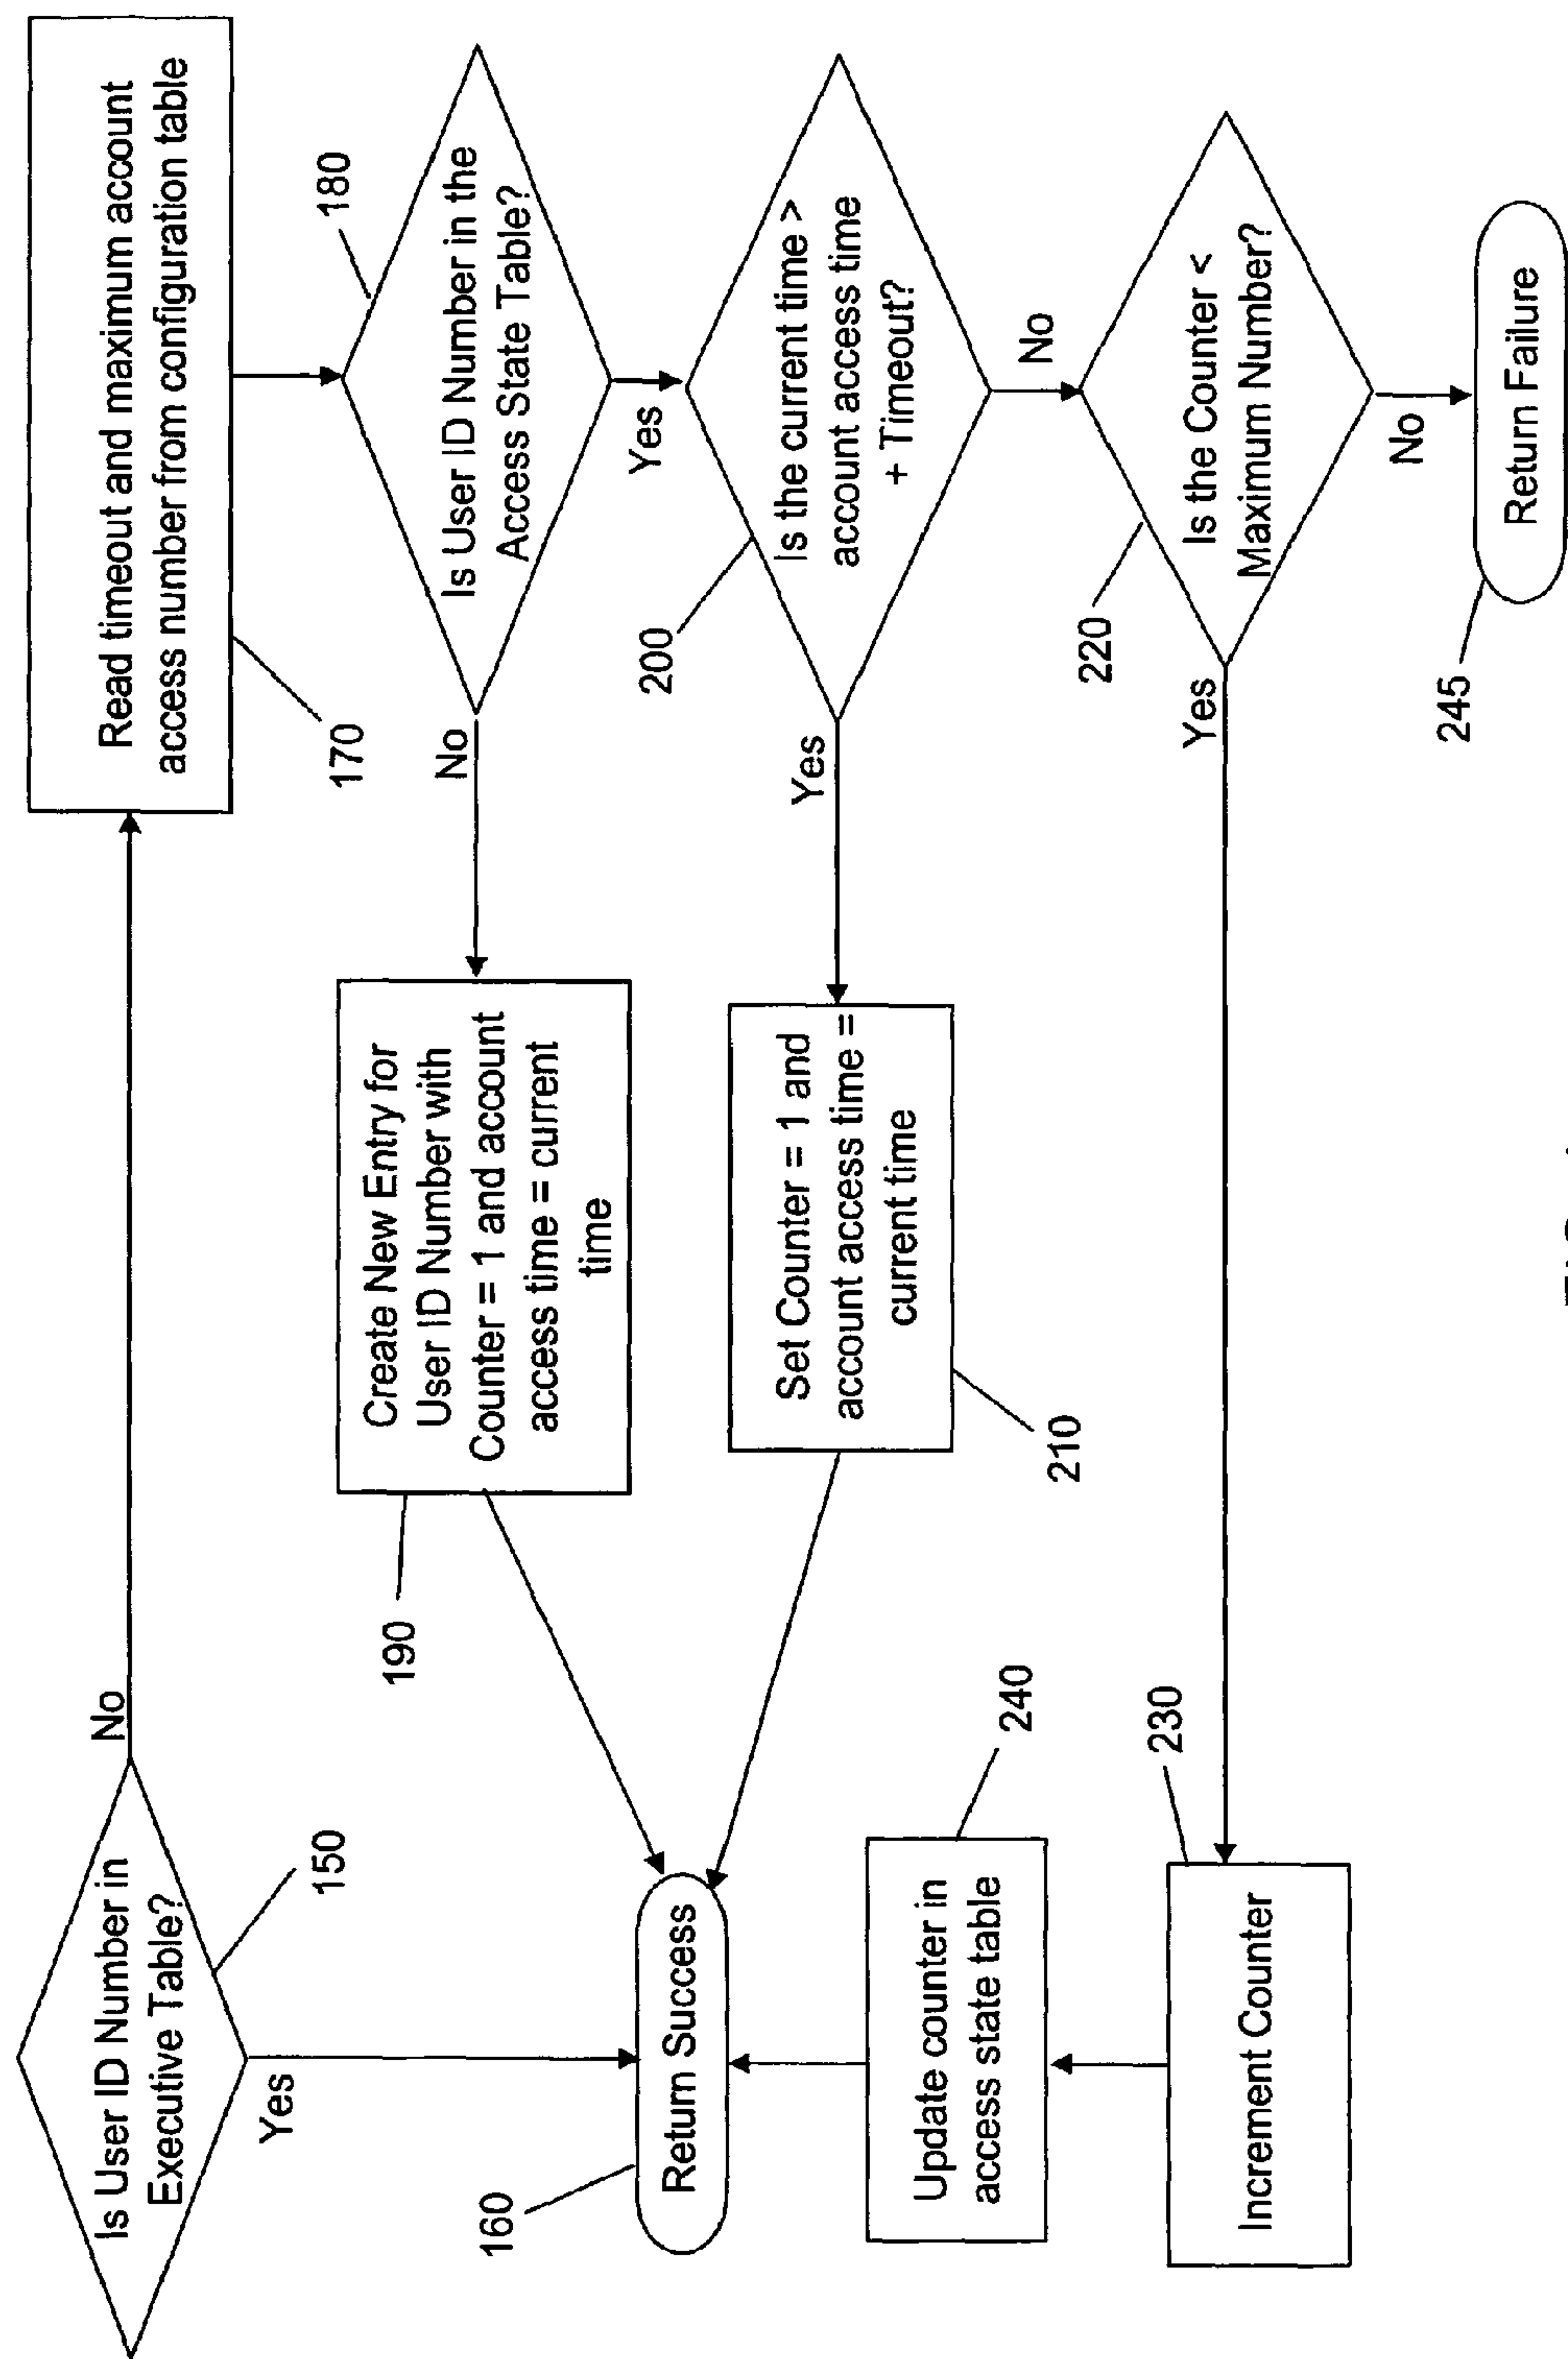 Is User ID Number in
Executive Table?
150
No
Yes
Read timeout and maximum account
access number from configuration table
170
Is User ID Number in the
Access State Table?
180
No
Yes
Create New Entry for
User ID Number with
Counter = 1 and account
access time = current
time
190
Is the current time >
account access time
+ Timeout?
200
Yes
No
Set Counter = 1 and
account access time =
current time
210
Return Success
160
Update counter in
access state table
240
Is the Counter <
Maximum Number?
220
Yes
No
Increment Counter
230
Return Failure
245